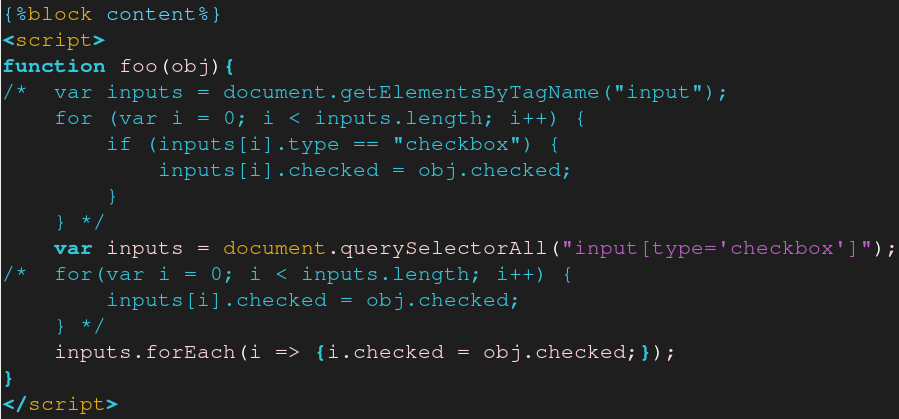 {%block content%}
<script>
function foo(obj){
/*  var inputs = document.getElementsByTagName("input");
    for (var i = 0; i < inputs.length; i++) {
        if (inputs[i].type == "checkbox") {
            inputs[i].checked = obj.checked;
        }
    } */
    var inputs = document.querySelectorAll("input[type='checkbox']");
/*  for(var i = 0; i < inputs.length; i++) {
        inputs[i].checked = obj.checked;
    } */
    inputs.forEach(i => {i.checked = obj.checked;});
}
</script>